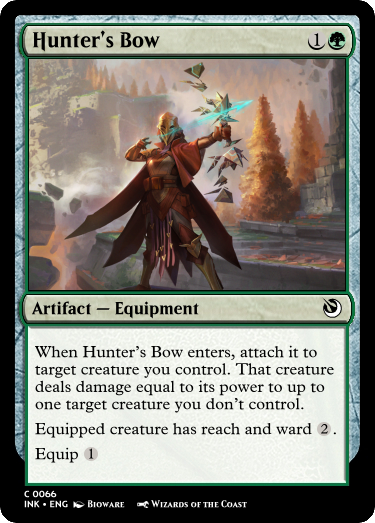 Hunter's Bow 1
Artifact — Equipment
When Hunter's Bow enters, attach it to
target creature you control. That creature
deals damage equal to its power to up to
one target creature you don't control.
Equipped creature has reach and ward 2.
Equip 1
C 0066
INK • ENG Bioware Wizards of the Coast